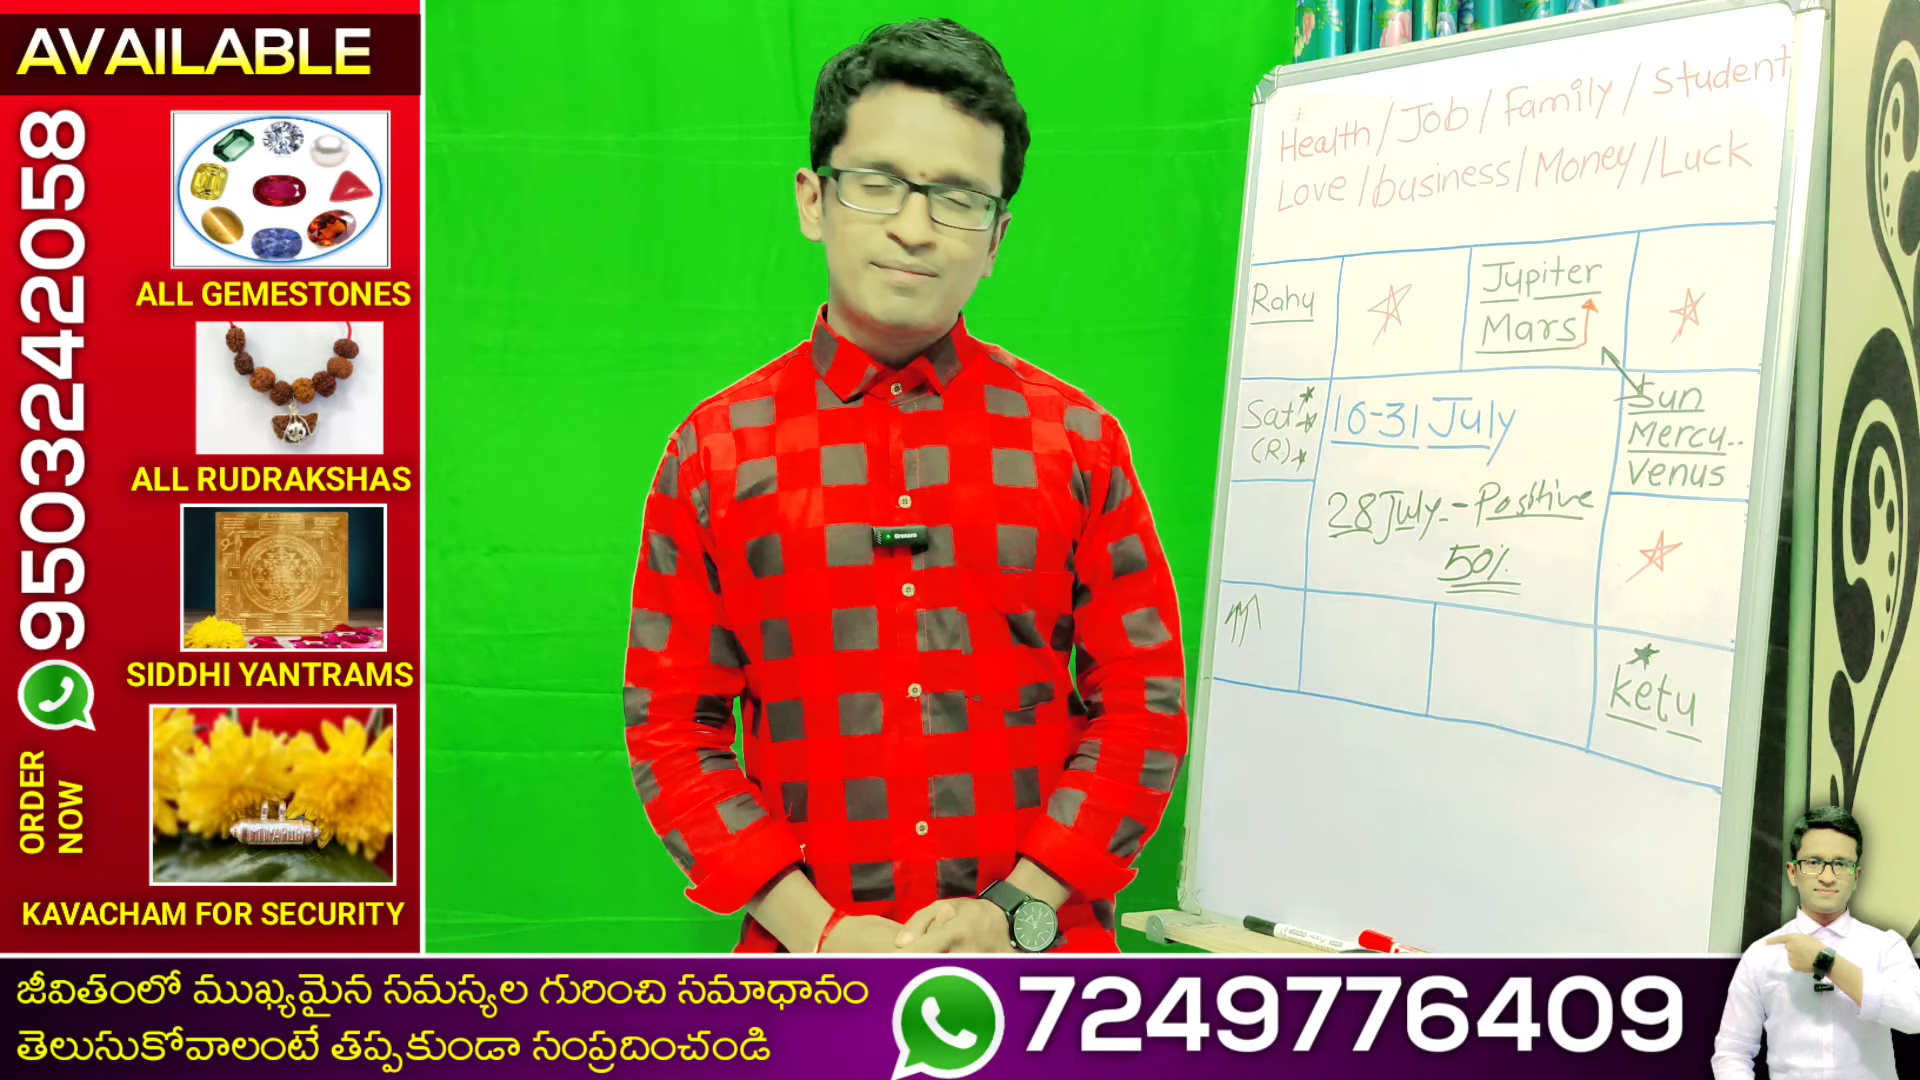 AVAILABLE
9503242058
ORDER
NOW
ALL GEMESTONES
ALL RUDRAKSHAS
SIDDHI YANTRAMS
KAVACHAM FOR SECURITY
Health / Job / Family / Student
Love / business / Money / Luck
Rahu
Jupiter
Mars
Sat
(R)
16-31 July
28 July - Positive
50%
Sun
Mercu..
Venus
Ketu
జీవితంలో ముఖ్యమైన సమస్యల గురించి సమాధానం
తెలుసుకోవాలంటే తప్పకుండా సంప్రదించండి
7249776409